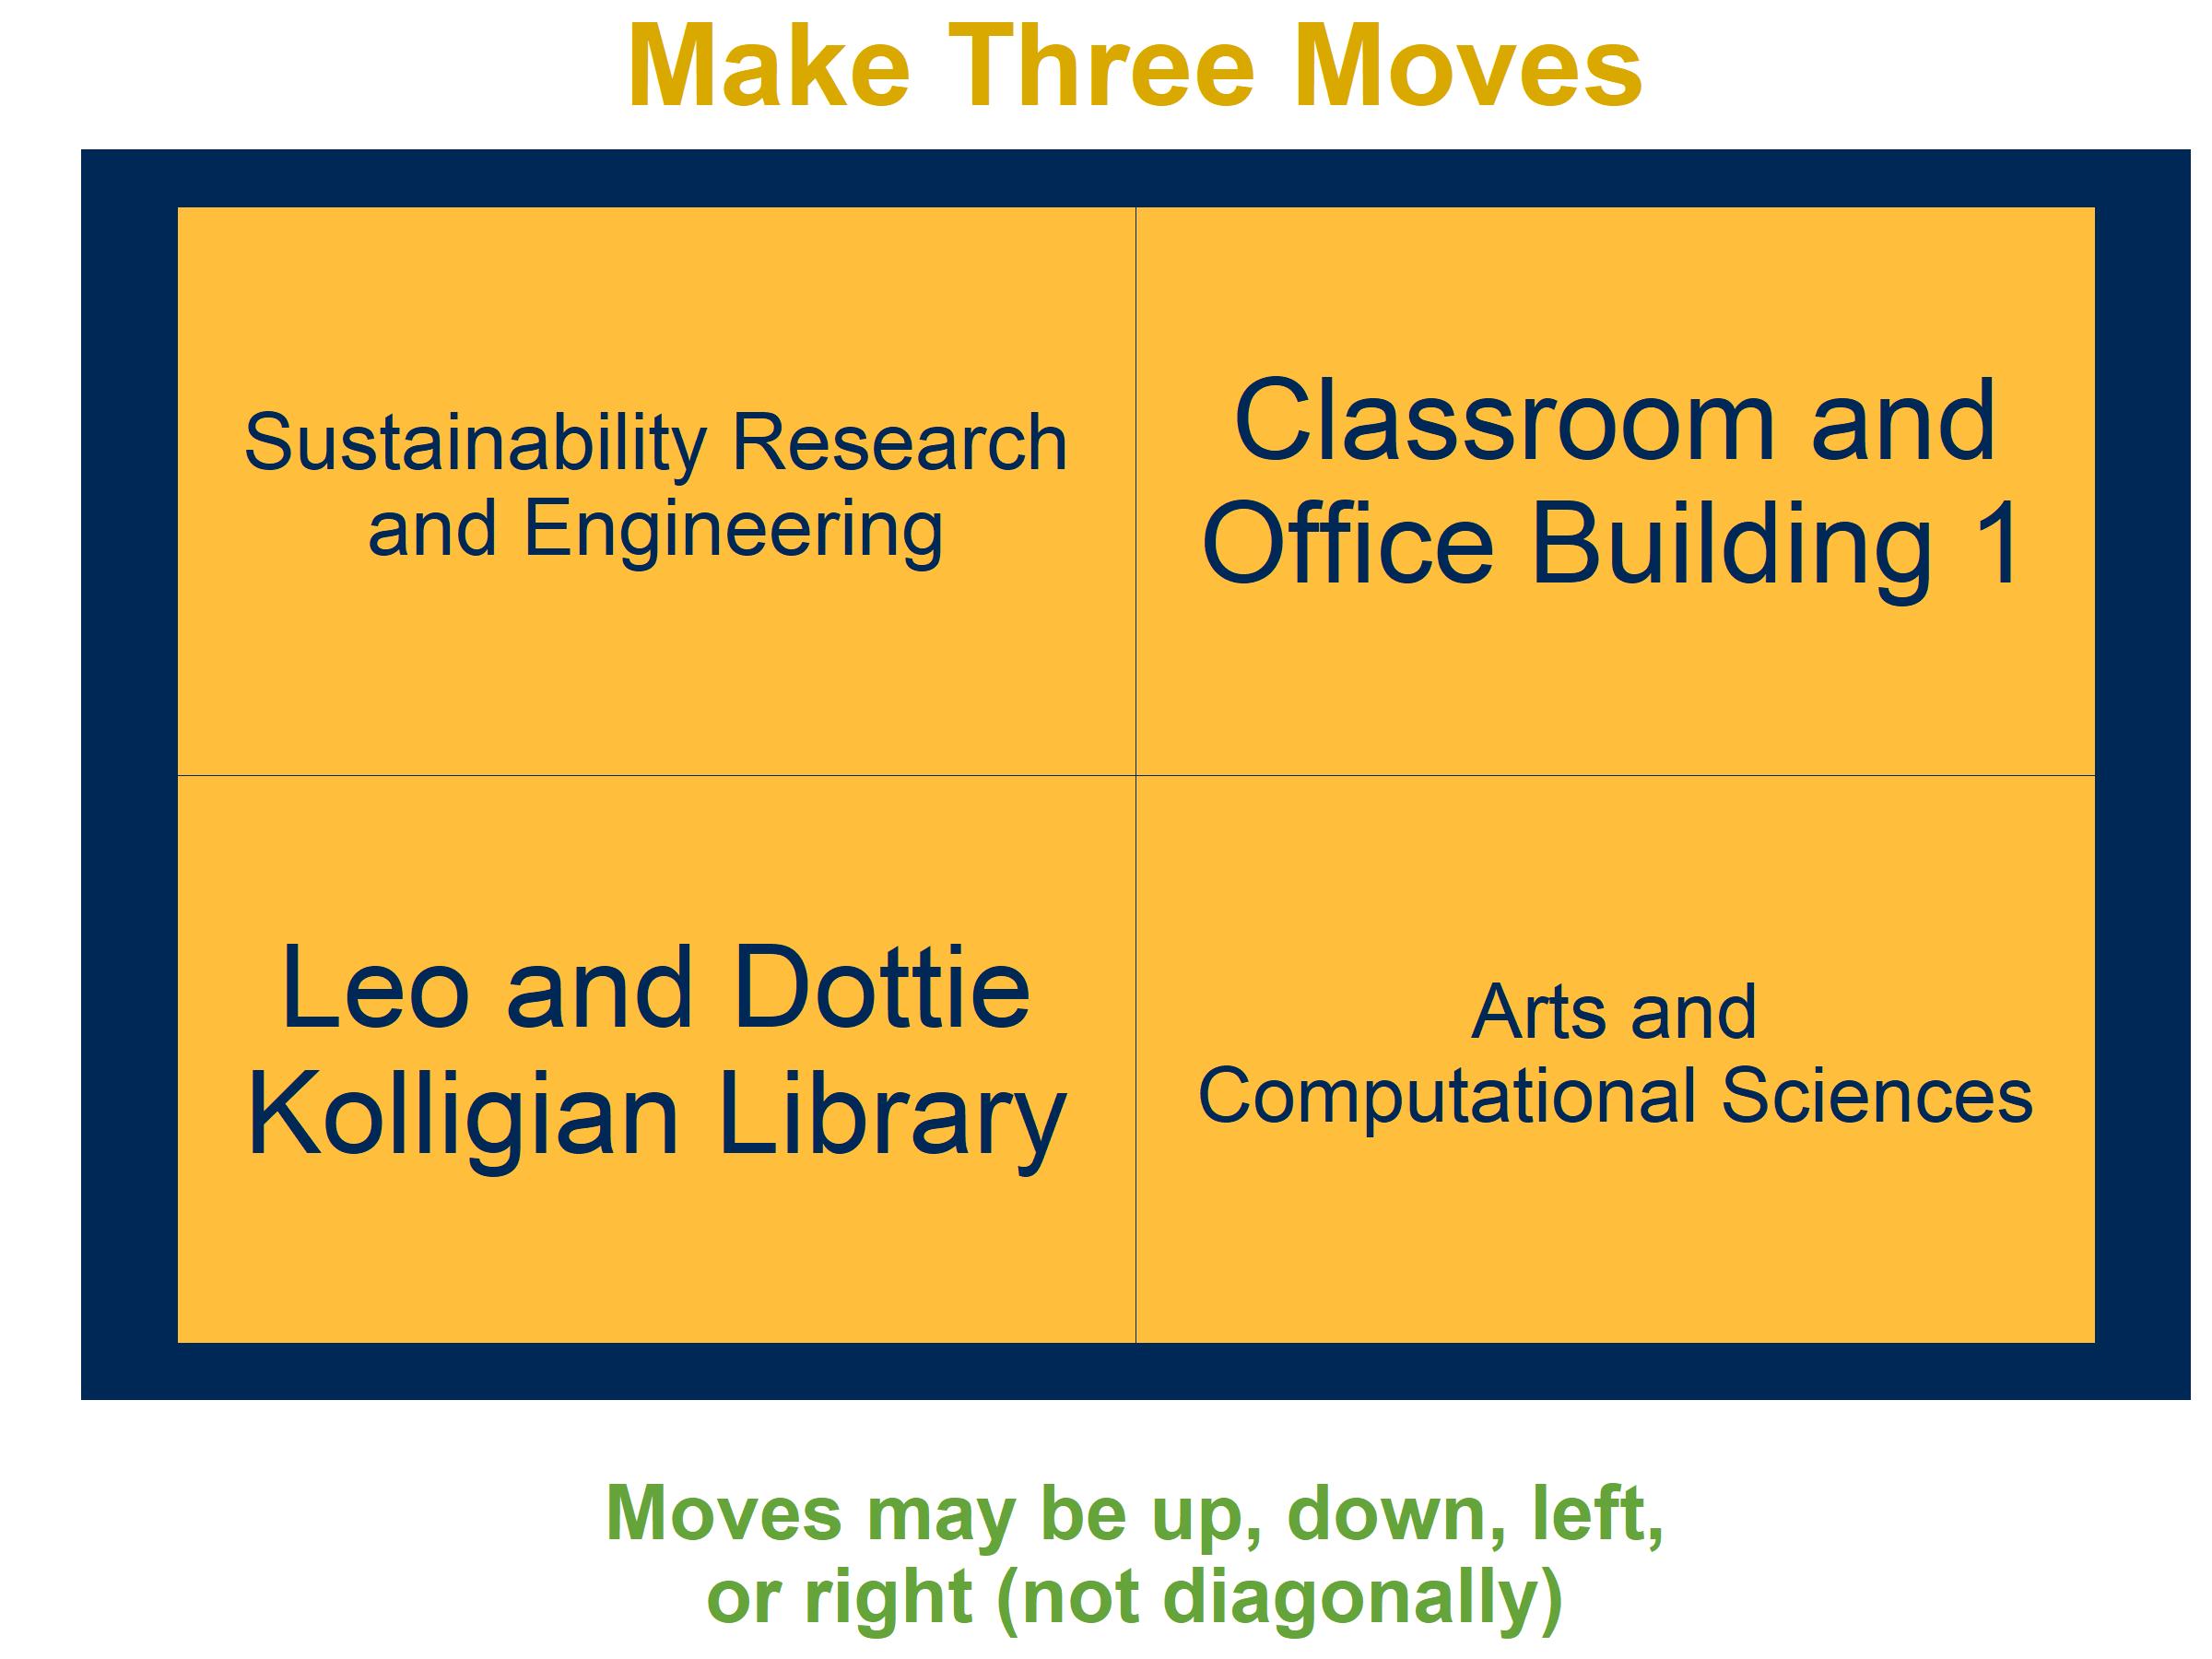 Make Three Moves
Sustainability Research
and Engineering
Classroom and
Office Building 1
Leo and Dottie
Kolligian Library
Arts and
Computational Sciences
Moves may be up, down, left,
or right (not diagonally)